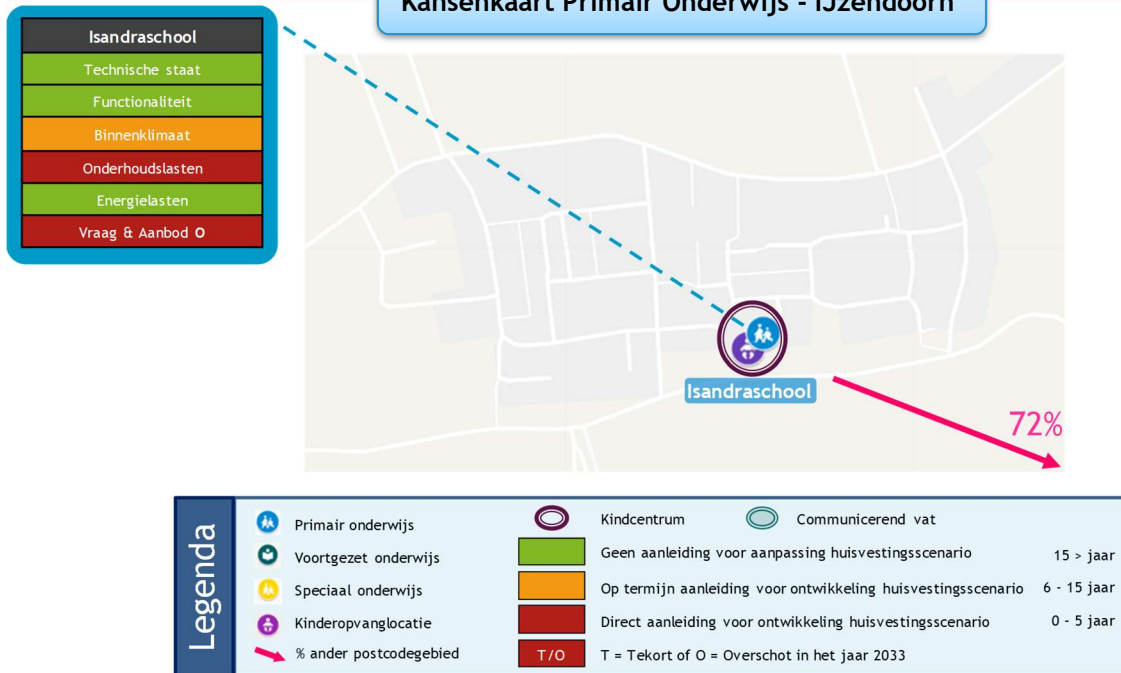 Kansenkaart Primair Onderwijs - IJzendoorn
Isandraschool
Technische staat
Functionaliteit
Binnenklimaat
Onderhoudslasten
Energielasten
Vraag & Aanbod O
Isandraschool
72%
Legenda
Primair onderwijs
Voortgezet onderwijs
Speciaal onderwijs
Kinderopvanglocatie
% ander postcodegebied
Kindcentrum
Communicerend vat
Geen aanleiding voor aanpassing huisvestingsscenario 15 > jaar
Op termijn aanleiding voor ontwikkeling huisvestingsscenario 6 - 15 jaar
Direct aanleiding voor ontwikkeling huisvestingsscenario 0 - 5 jaar
T/O T = Tekort of O = Overschot in het jaar 2033